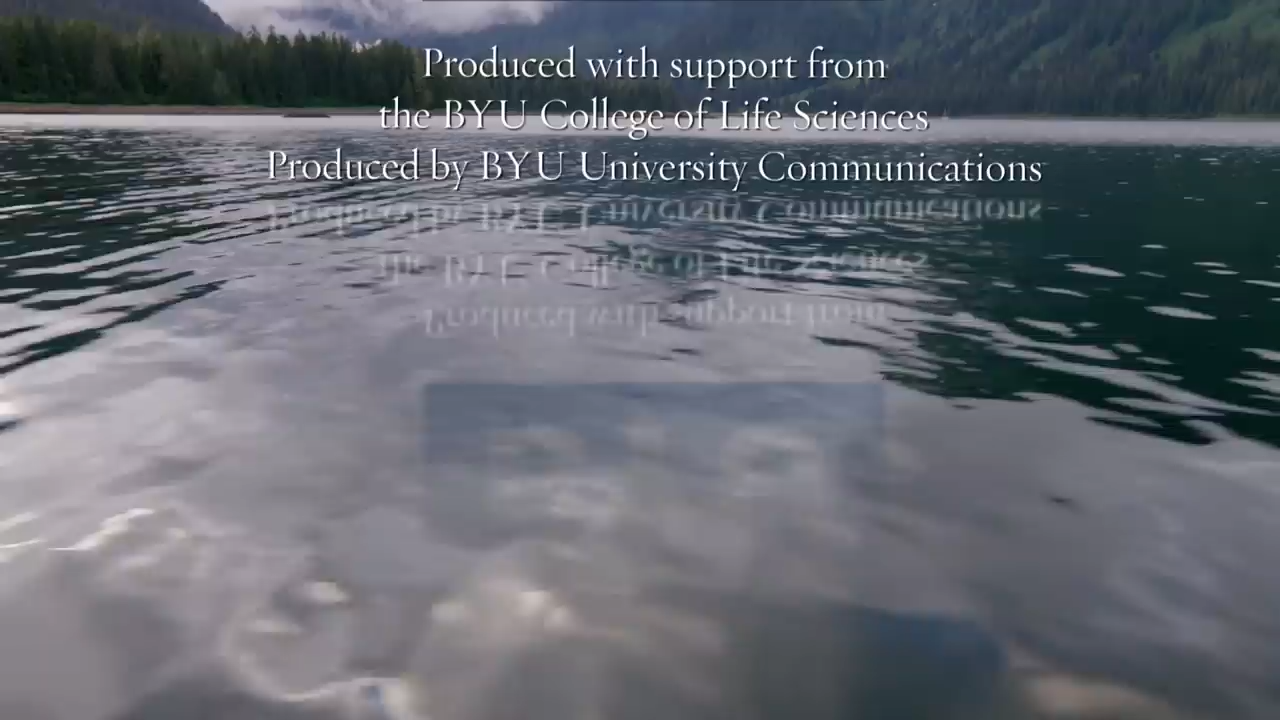 Produced with support from
the BYU College of Life Sciences
Produced by BYU University Communications